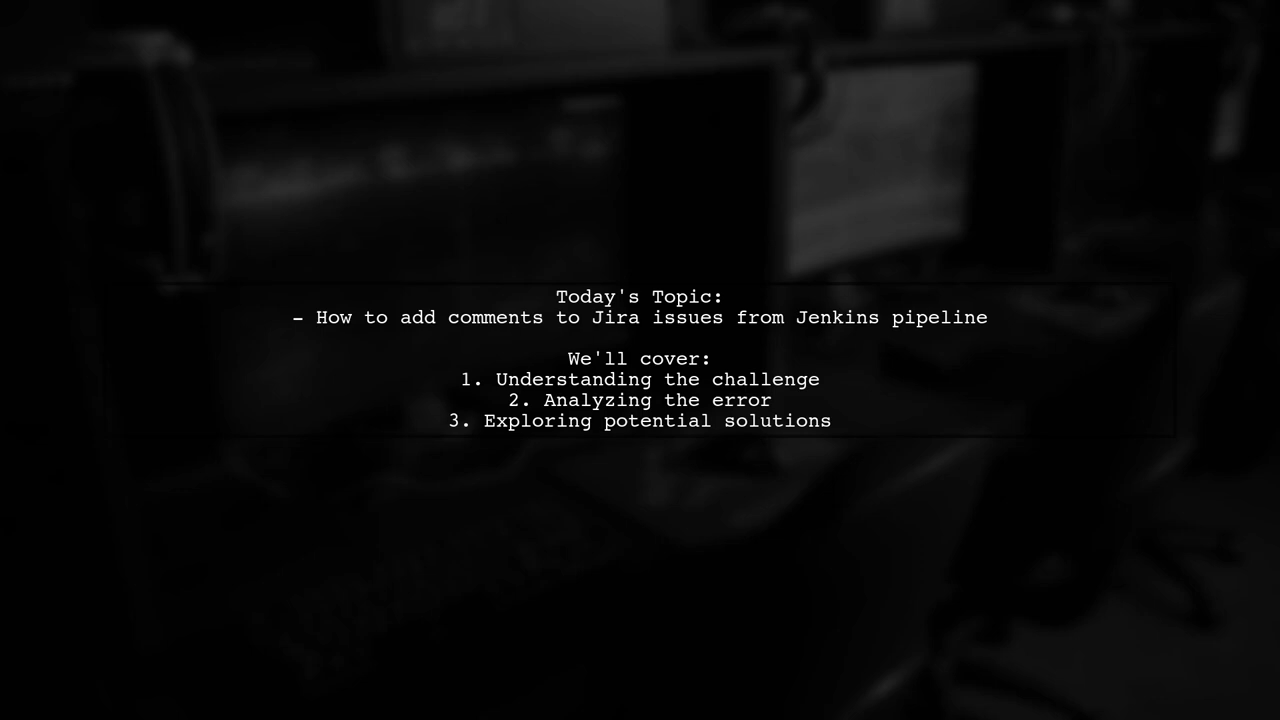 Today's Topic:
- How to add comments to Jira issues from Jenkins pipeline
We'll cover:
1. Understanding the challenge
2. Analyzing the error
3. Exploring potential solutions